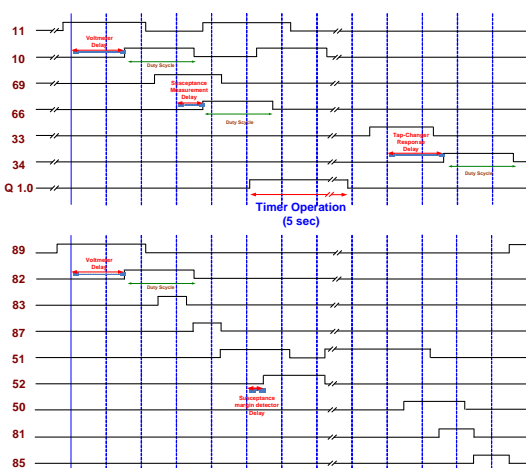 11
Voltmeter
Delay
10
Duty Scycle
69
Susceptance
Measurement
Delay
66
Duty Scycle
33
Tap-Changer
Response
Delay
34
Duty Scycle
Q 1.0
Timer Operation
(5 sec)
89
Voltmeter
Delay
82
Duty Scycle
83
87
51
52
Susceptance
margin detector
Delay
50
81
85